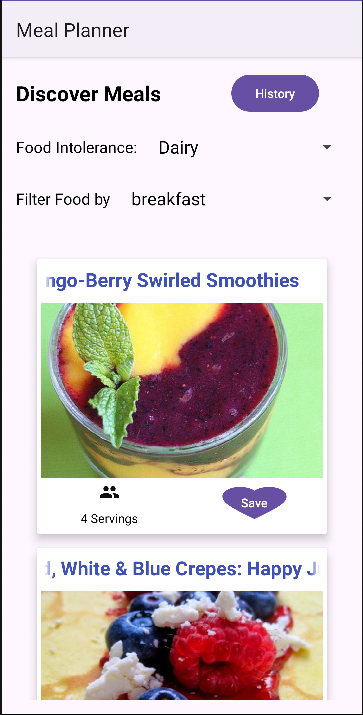 Meal Planner
Discover Meals
History
Food Intolerance: Dairy
Filter Food by breakfast
ngo-Berry Swirled Smoothies
4 Servings
Save
d, White & Blue Crepes: Happy J